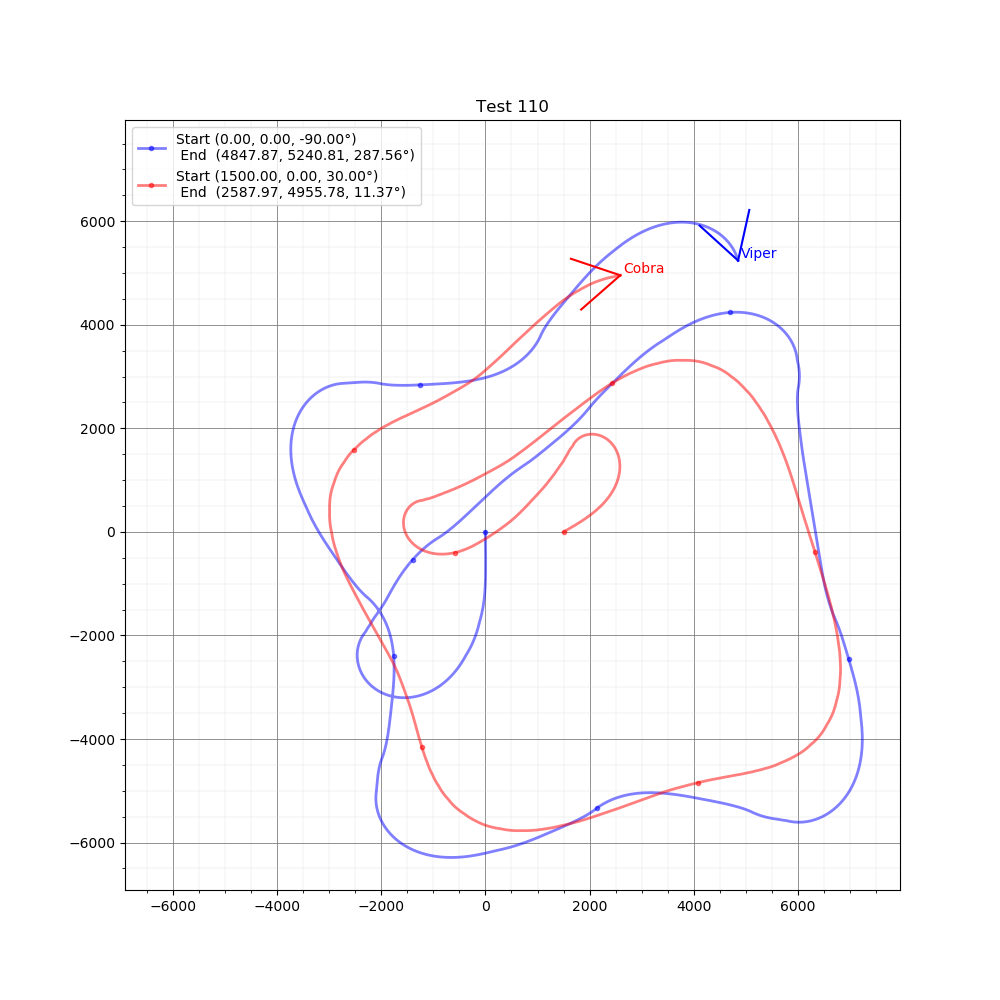 Test 110
Start (0.00, 0.00, -90.00°)
End (4847.87, 5240.81, 287.56°)
Start (1500.00, 0.00, 30.00°)
End (2587.97, 4955.78, 11.37°)
Viper
Cobra
6000
4000
2000
0
−2000
−4000
−6000
−6000 −4000 −2000 0 2000 4000 6000